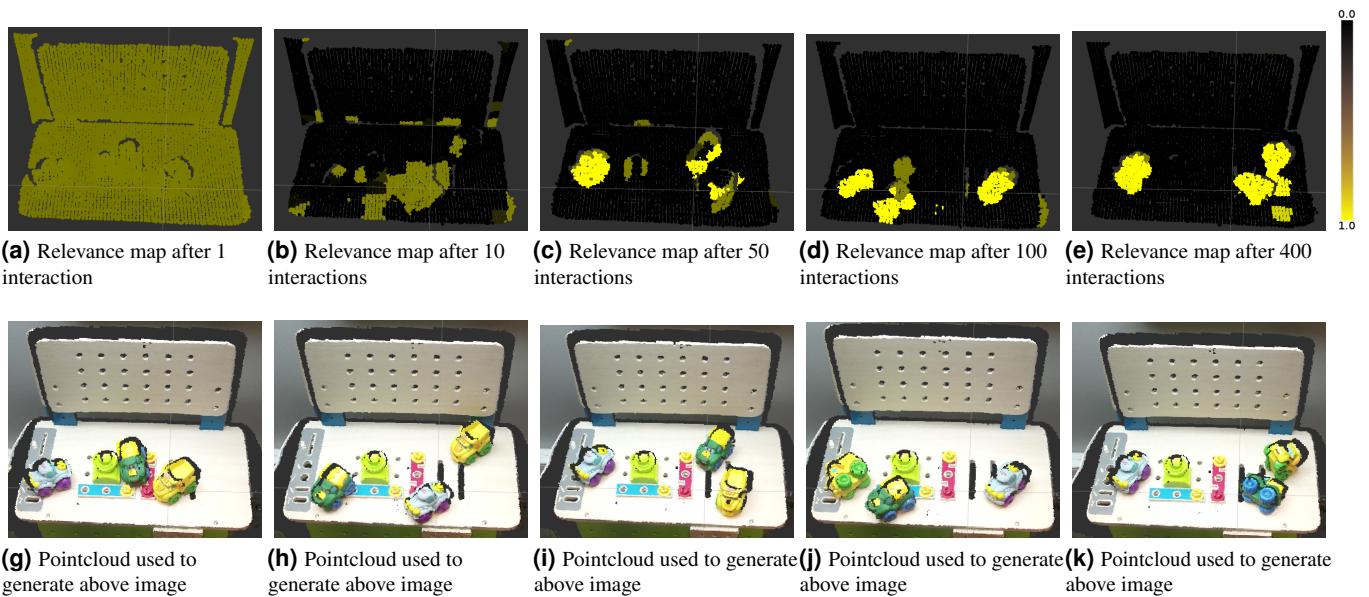 0.0
1.0
(a) Relevance map after 1
interaction
(b) Relevance map after 10
interactions
(c) Relevance map after 50
interactions
(d) Relevance map after 100
interactions
(e) Relevance map after 400
interactions
(g) Pointcloud used to
generate above image
(h) Pointcloud used to
generate above image
(i) Pointcloud used to generate
above image
(j) Pointcloud used to generate
above image
(k) Pointcloud used to generate
above image